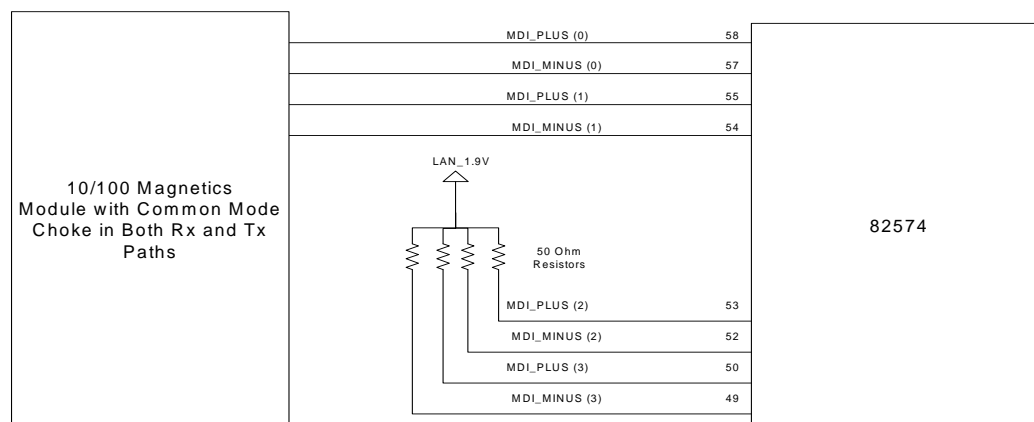 MDI_PLUS (0) 58
MDI_MINUS (0) 57
MDI_PLUS (1) 55
MDI_MINUS (1) 54
LAN_1.9V
10/100 Magnetics
Module with Common Mode
Choke in Both Rx and Tx
Paths
82574
50 Ohm
Resistors
MDI_PLUS (2) 53
MDI_MINUS (2) 52
MDI_PLUS (3) 50
MDI_MINUS (3) 49